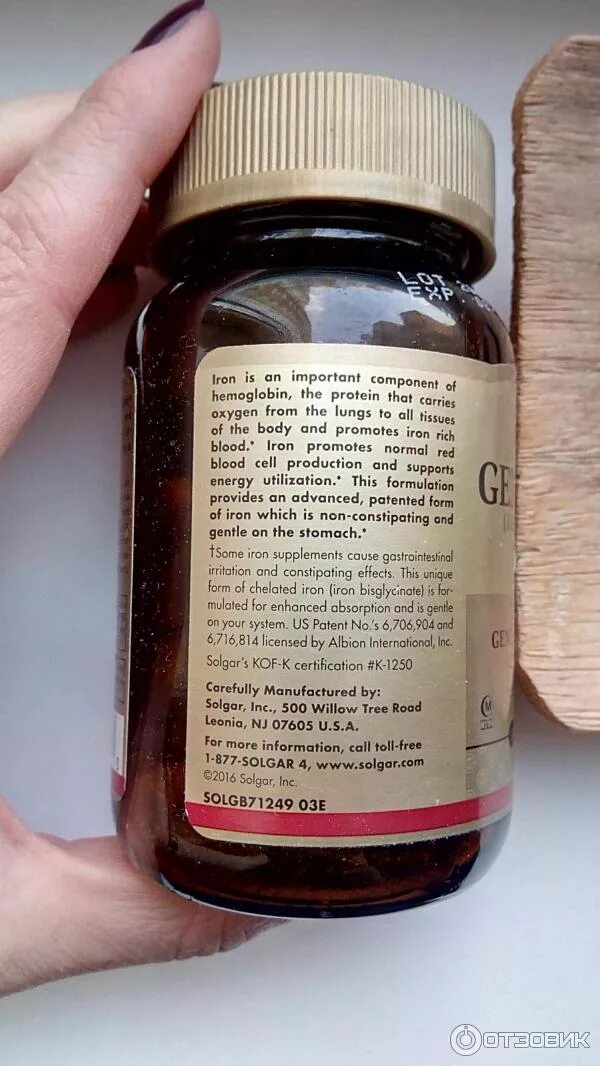 LOT
EXP
Iron is an important component of
hemoglobin, the protein that carries
oxygen from the lungs to all tissues
of the body and promotes iron rich
blood.* Iron promotes normal red
blood cell production and supports
energy utilization.* This formulation
provides an advanced, patented form
of iron which is non-constipating and
gentle on the stomach.*
†Some iron supplements cause gastrointestinal
irritation and constipating effects. This unique
form of chelated iron (iron bisglycinate) is for-
mulated for enhanced absorption and is gentle
on your system. US Patent No.'s 6,706,904 and
6,716,814 licensed by Albion International, Inc.
Solgar's KOF-K certification #K-1250
Carefully Manufactured by:
Solgar, Inc., 500 Willow Tree Road
Leonia, NJ 07605 U.S.A.
For more information, call toll-free
1-877-SOLGAR 4, www.solgar.com
©2016 Solgar, Inc.
SOLGB71249 03E
GE
GEN
M
ОТЗОВИК